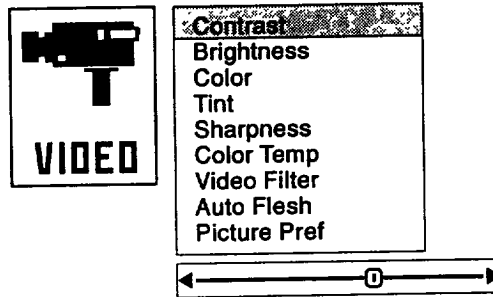 VIDEO
Contrast
Brightness
Color
Tint
Sharpness
Color Temp
Video Filter
Auto Flesh
Picture Pref